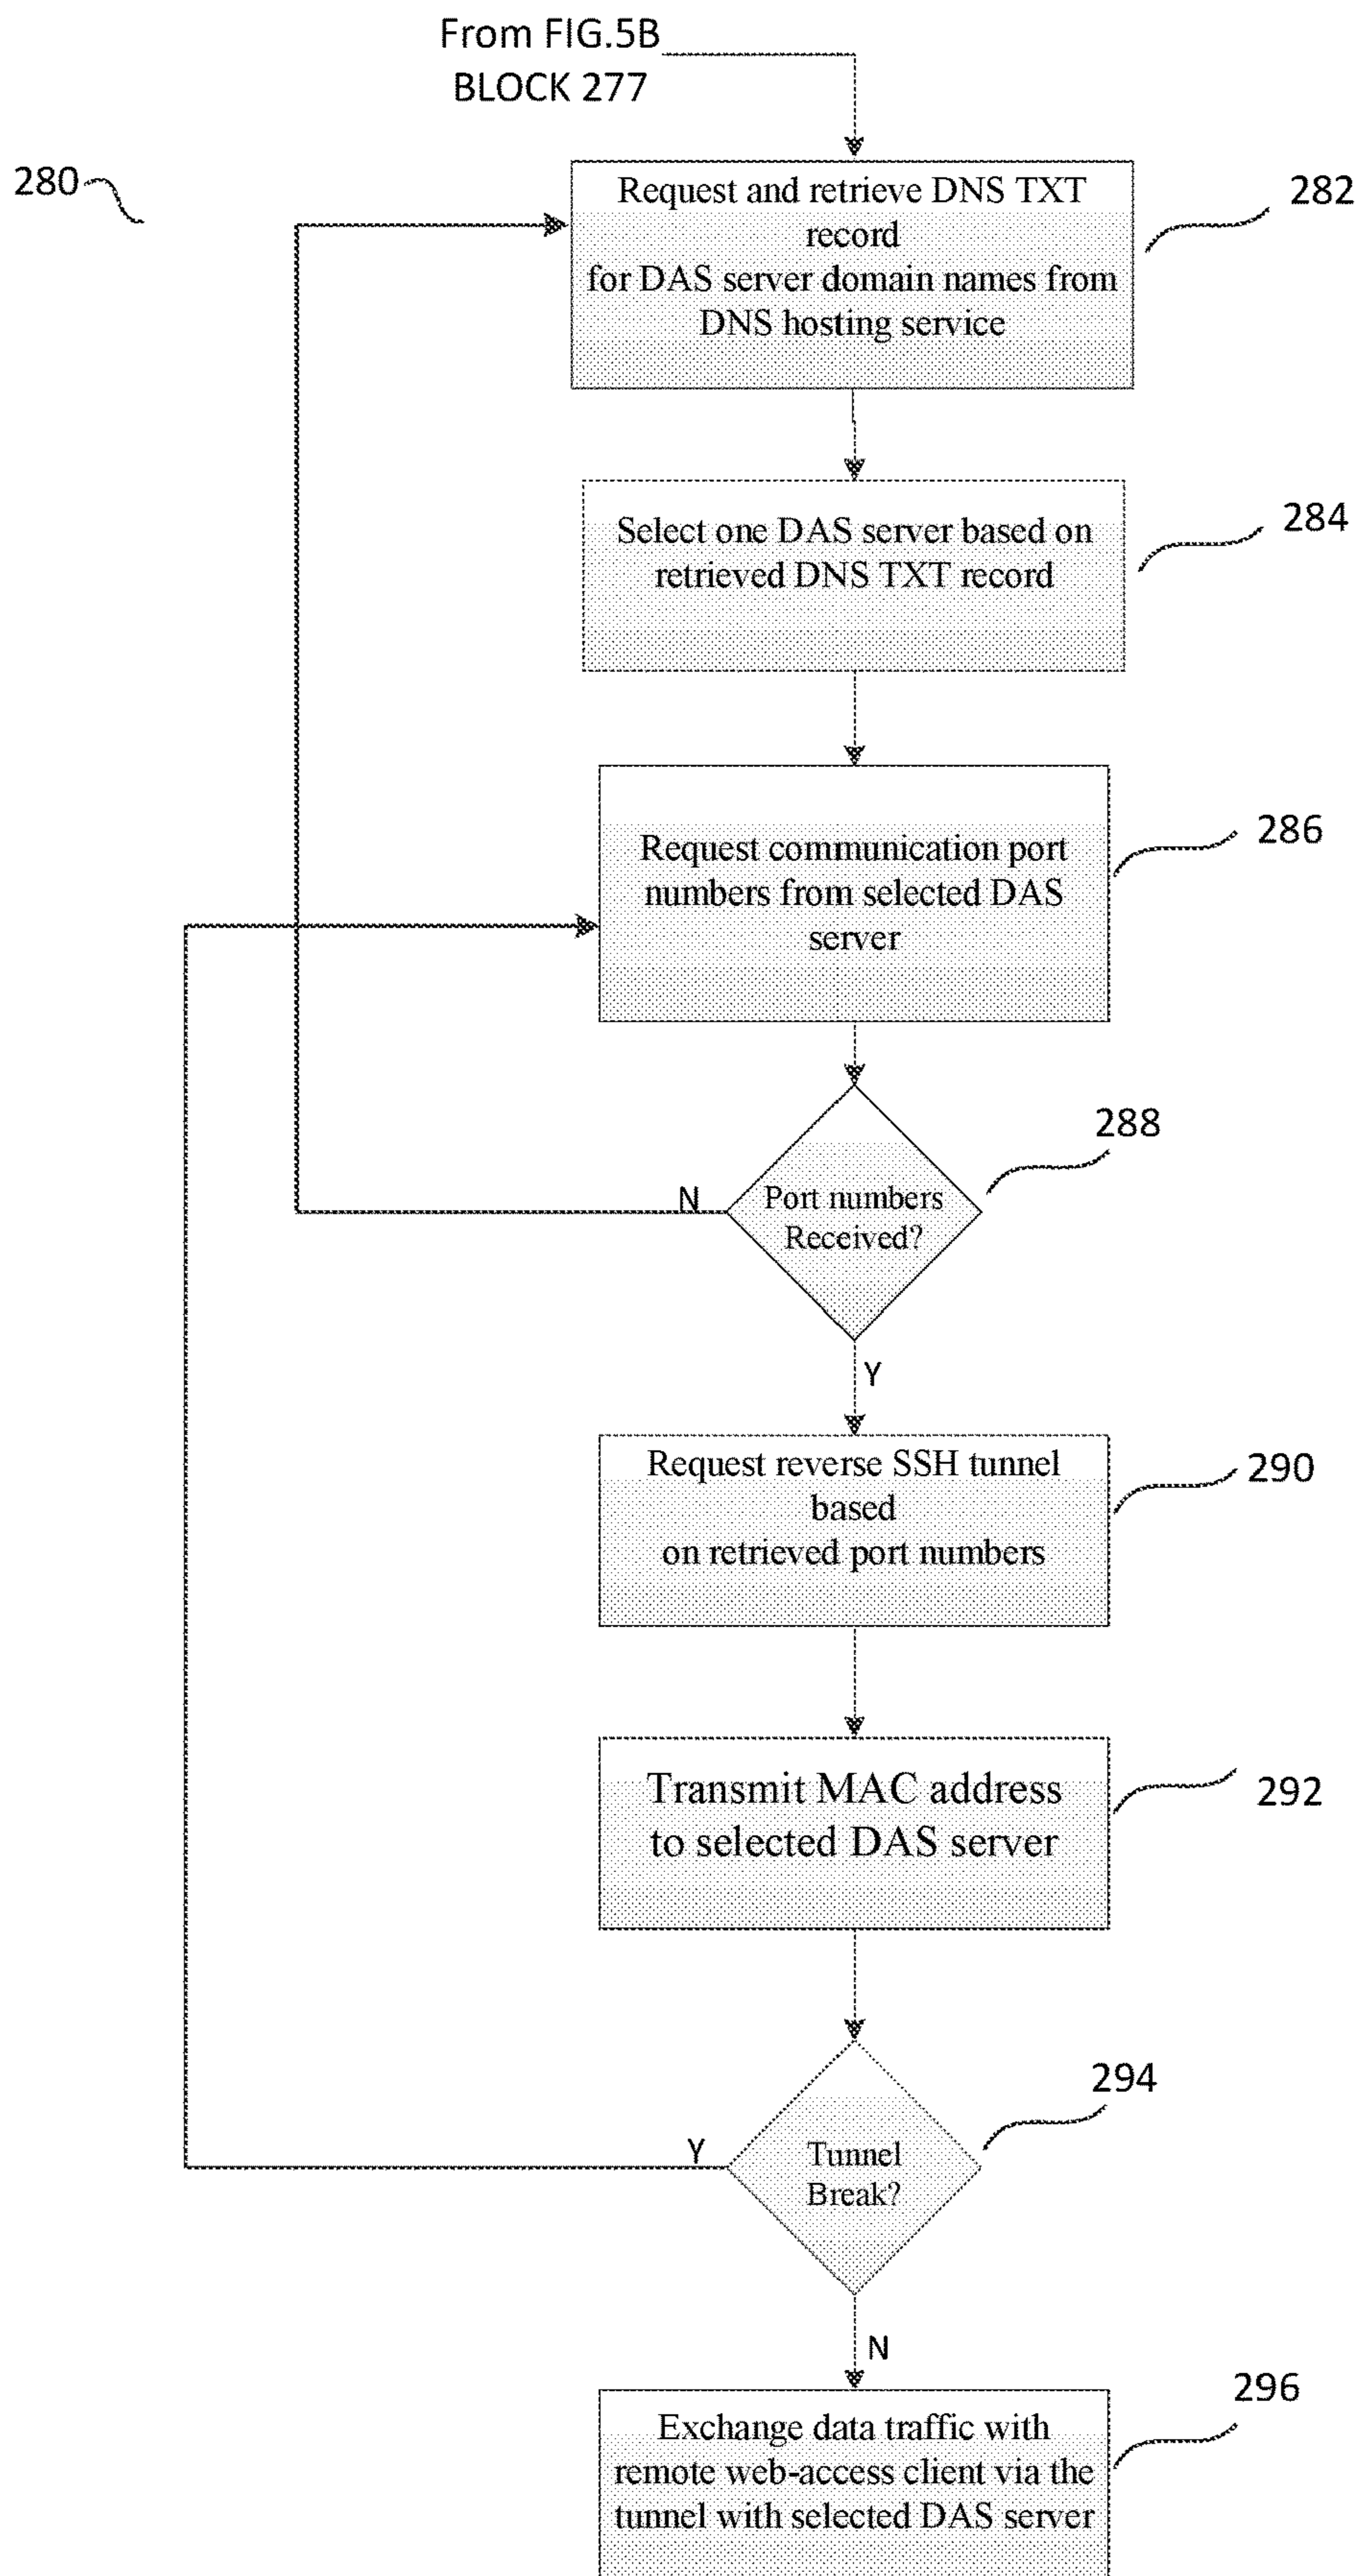 From FIG.5B
BLOCK 277
280
Request and retrieve DNS TXT
record
for DAS server domain names from
DNS hosting service
282
Select one DAS server based on
retrieved DNS TXT record
284
Request communication port
numbers from selected DAS
server
286
Port numbers
Received?
288
N
Y
Request reverse SSH tunnel
based
on retrieved port numbers
290
Transmit MAC address
to selected DAS server
292
Tunnel
Break?
294
Y
N
Exchange data traffic with
remote web-access client via the
tunnel with selected DAS server
296